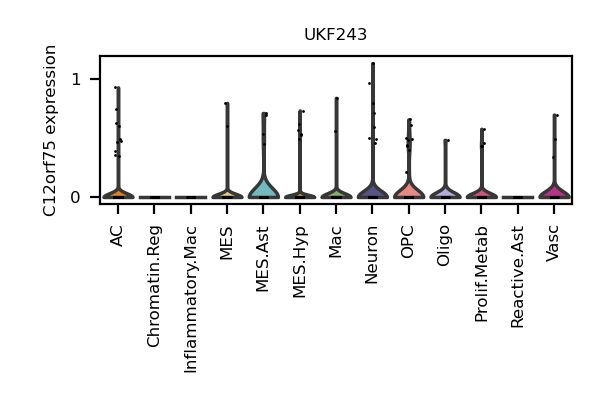 UKF243
C12orf75 expression
1
0
AC
Chromatin.Reg
Inflammatory.Mac
MES
MES.Ast
MES.Hyp
Mac
Neuron
OPC
Oligo
Prolif.Metab
Reactive.Ast
Vasc